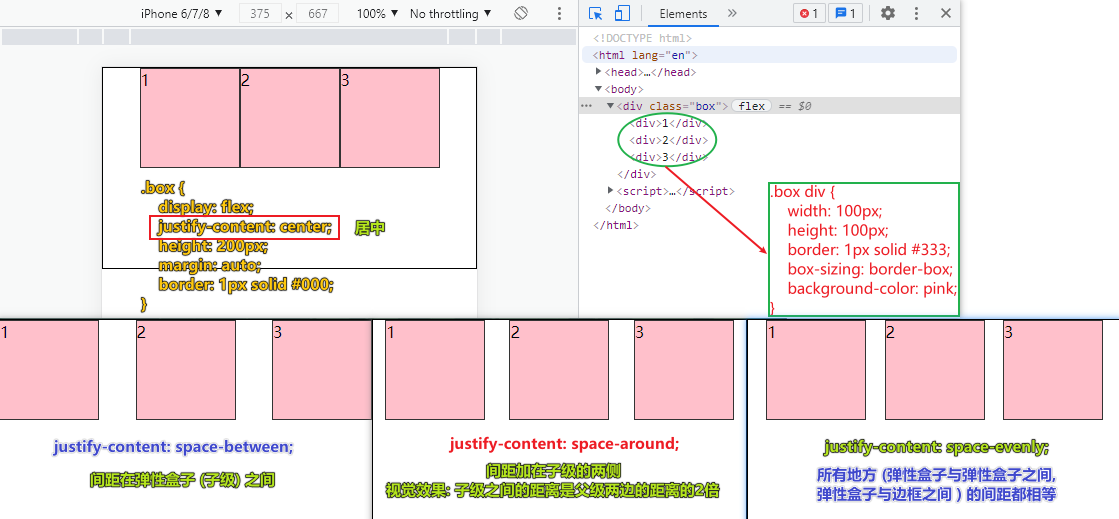 iPhone 6/7/8 ▼ 375 × 667 100% ▼ No throttling ▼
Elements » 1 1
<!DOCTYPE html>
<html lang="en">
▶<head>…</head>
▼<body>
••• ▼<div class="box"> flex == $0
<div>1</div>
<div>2</div>
<div>3</div>
</div>
▶<script>…</script>
</body>
</html>
1 2 3
.box {
display: flex;
justify-content: center; 居中
height: 200px;
margin: auto;
border: 1px solid #000;
}
.box div {
width: 100px;
height: 100px;
border: 1px solid #333;
box-sizing: border-box;
background-color: pink;
}
1 2 3
justify-content: space-between;
间距在弹性盒子 (子级) 之间
1 2 3
justify-content: space-around;
间距加在子级的两侧
视觉效果: 子级之间的距离是父级两边的距离的2倍
1 2 3
justify-content: space-evenly;
所有地方 (弹性盒子与弹性盒子之间,
弹性盒子与边框之间 ) 的间距都相等